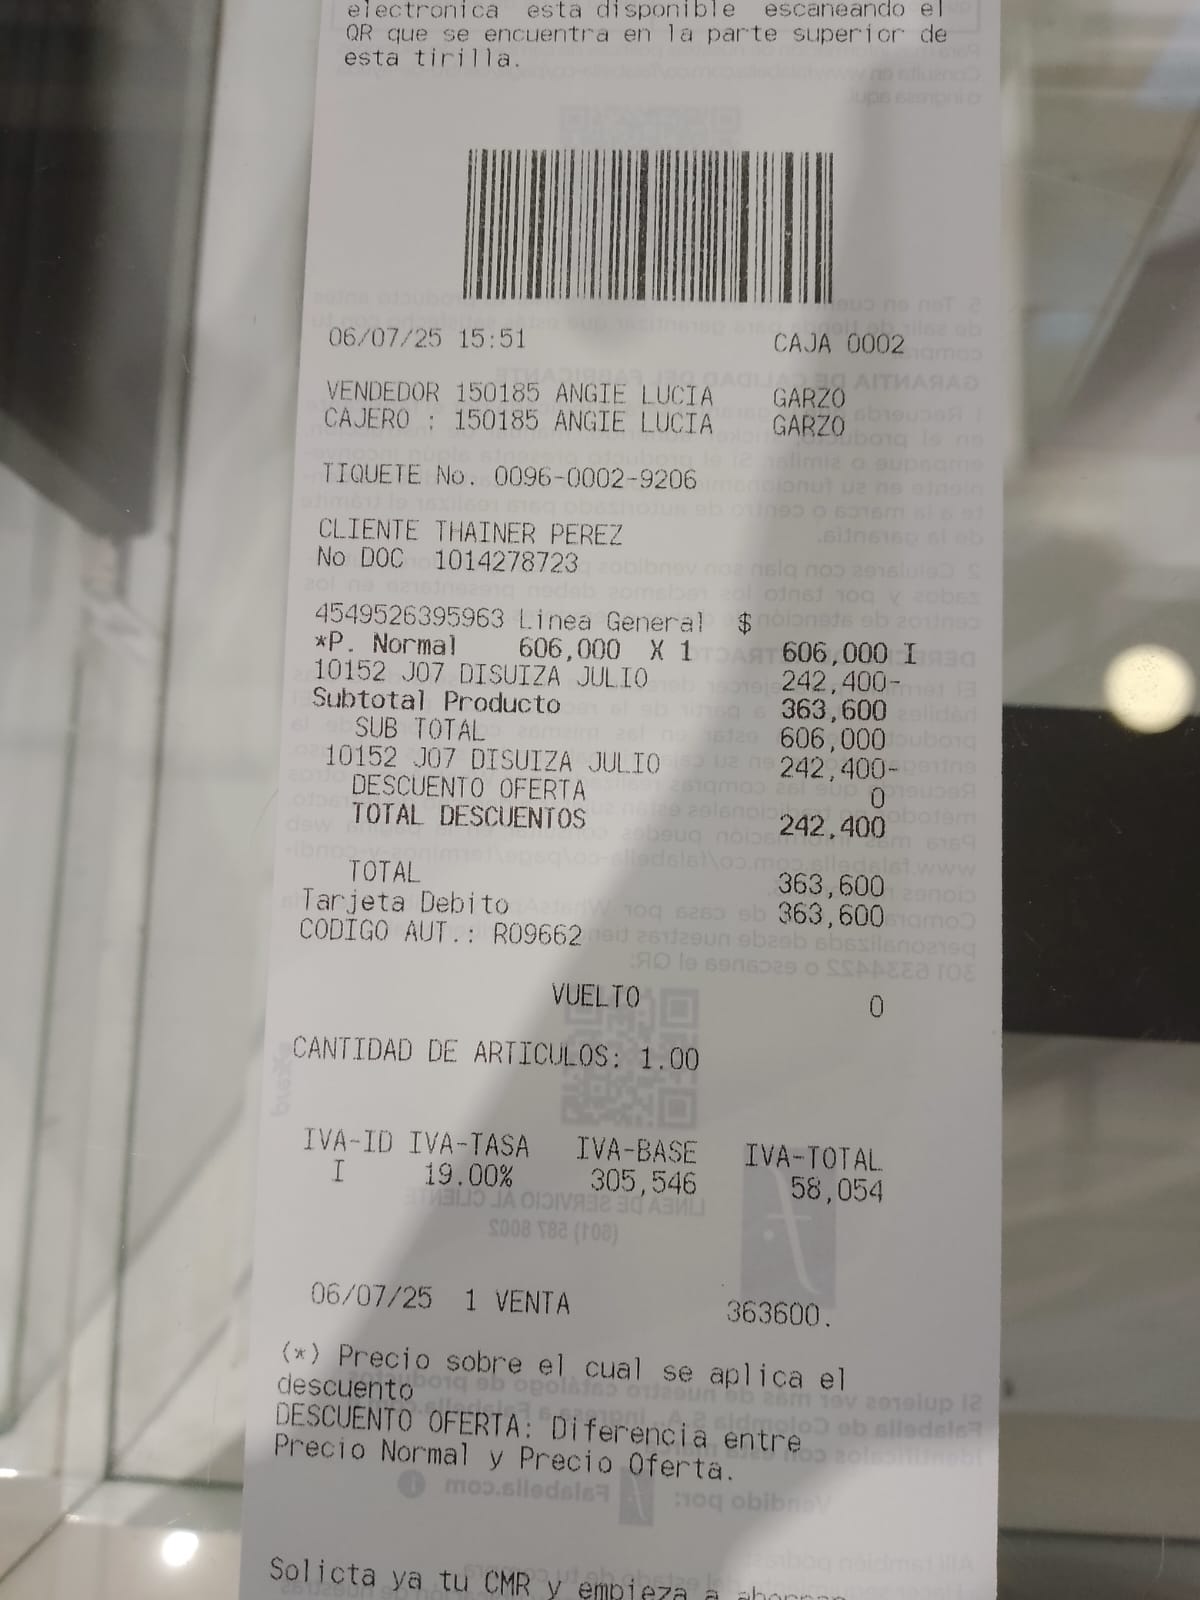 electronica esta disponible escaneando el
QR que se encuentra en la parte superior de
esta tirilla.
06/07/25 15:51 CAJA 0002
VENDEDOR 150185 ANGIE LUCIA GARZO
CAJERO : 150185 ANGIE LUCIA GARZO
TIQUETE No. 0096-0002-9206
CLIENTE THAINER PEREZ
No DOC 1014278723
4549526395963 Linea General $
*P. Normal 606,000 X 1 606,000 I
10152 J07 DISUIZA JULIO 242,400-
Subtotal Producto 363,600
SUB TOTAL 606,000
10152 J07 DISUIZA JULIO 242,400-
DESCUENTO OFERTA 0
TOTAL DESCUENTOS 242,400
TOTAL 363,600
Tarjeta Debito 363,600
CODIGO AUT.: R09662
VUELTO 0
CANTIDAD DE ARTICULOS: 1.00
IVA-ID IVA-TASA IVA-BASE IVA-TOTAL
I 19.00% 305,546 58,054
06/07/25 1 VENTA 363600.
(*) Precio sobre el cual se aplica el
descuento
DESCUENTO OFERTA: Diferencia entre
Precio Normal y Precio Oferta.
Solicta ya tu CMR y empieza a